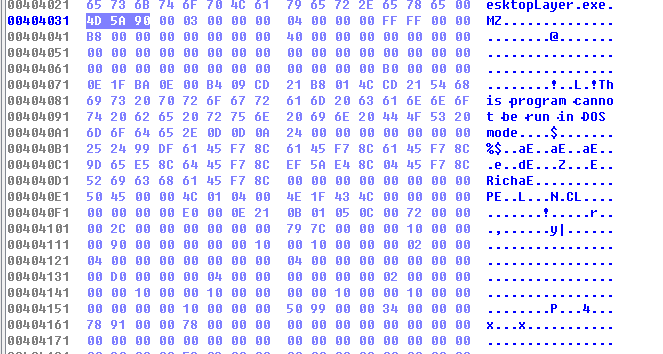 00404021 65 73 6B 74 6F 70 4C 61 79 65 72 2E 65 78 65 00 esktopLayer.exe.
00404031 4D 5A 90 00 03 00 00 00 04 00 00 00 FF FF 00 00 MZ..............
00404041 B8 00 00 00 00 00 00 00 40 00 00 00 00 00 00 00 ........@.......
00404051 00 00 00 00 00 00 00 00 00 00 00 00 00 00 00 00 ................
00404061 00 00 00 00 00 00 00 00 00 00 00 00 B0 00 00 00 ................
00404071 0E 1F BA 0E 00 B4 09 CD 21 B8 01 4C CD 21 54 68 ........!..L.!Th
00404081 69 73 20 70 72 6F 67 72 61 6D 20 63 61 6E 6E 6F is program canno
00404091 74 20 62 65 20 72 75 6E 20 69 6E 20 44 4F 53 20 t be run in DOS
004040A1 6D 6F 64 65 2E 0D 0D 0A 24 00 00 00 00 00 00 00 mode....$.......
004040B1 25 24 99 DF 61 45 F7 8C 61 45 F7 8C 61 45 F7 8C %$..aE..aE..aE..
004040C1 9D 65 E5 8C 64 45 F7 8C EF 5A E4 8C 04 45 F7 8C .e..dE...Z...E..
004040D1 52 69 63 68 61 45 F7 8C 00 00 00 00 00 00 00 00 RichaE..........
004040E1 50 45 00 00 4C 01 04 00 4E 1F 43 4C 00 00 00 00 PE..L...N.CL....
004040F1 00 00 00 00 E0 00 0E 21 0B 01 05 0C 00 72 00 00 .......!.....r..
00404101 00 2C 00 00 00 00 00 00 79 7C 00 00 00 10 00 00 .,......y|......
00404111 00 90 00 00 00 00 00 10 00 10 00 00 00 02 00 00 ................
00404121 04 00 00 00 00 00 00 00 04 00 00 00 00 00 00 00 ................
00404131 00 D0 00 00 00 04 00 00 00 00 00 00 02 00 00 00 ................
00404141 00 00 10 00 00 10 00 00 00 00 10 00 00 10 00 00 ................
00404151 00 00 00 00 10 00 00 00 50 99 00 00 34 00 00 00 ........P...4...
00404161 78 91 00 00 78 00 00 00 00 00 00 00 00 00 00 00 x...x...........
00404171 00 00 00 00 00 00 00 00 00 00 00 00 00 00 00 00 ................